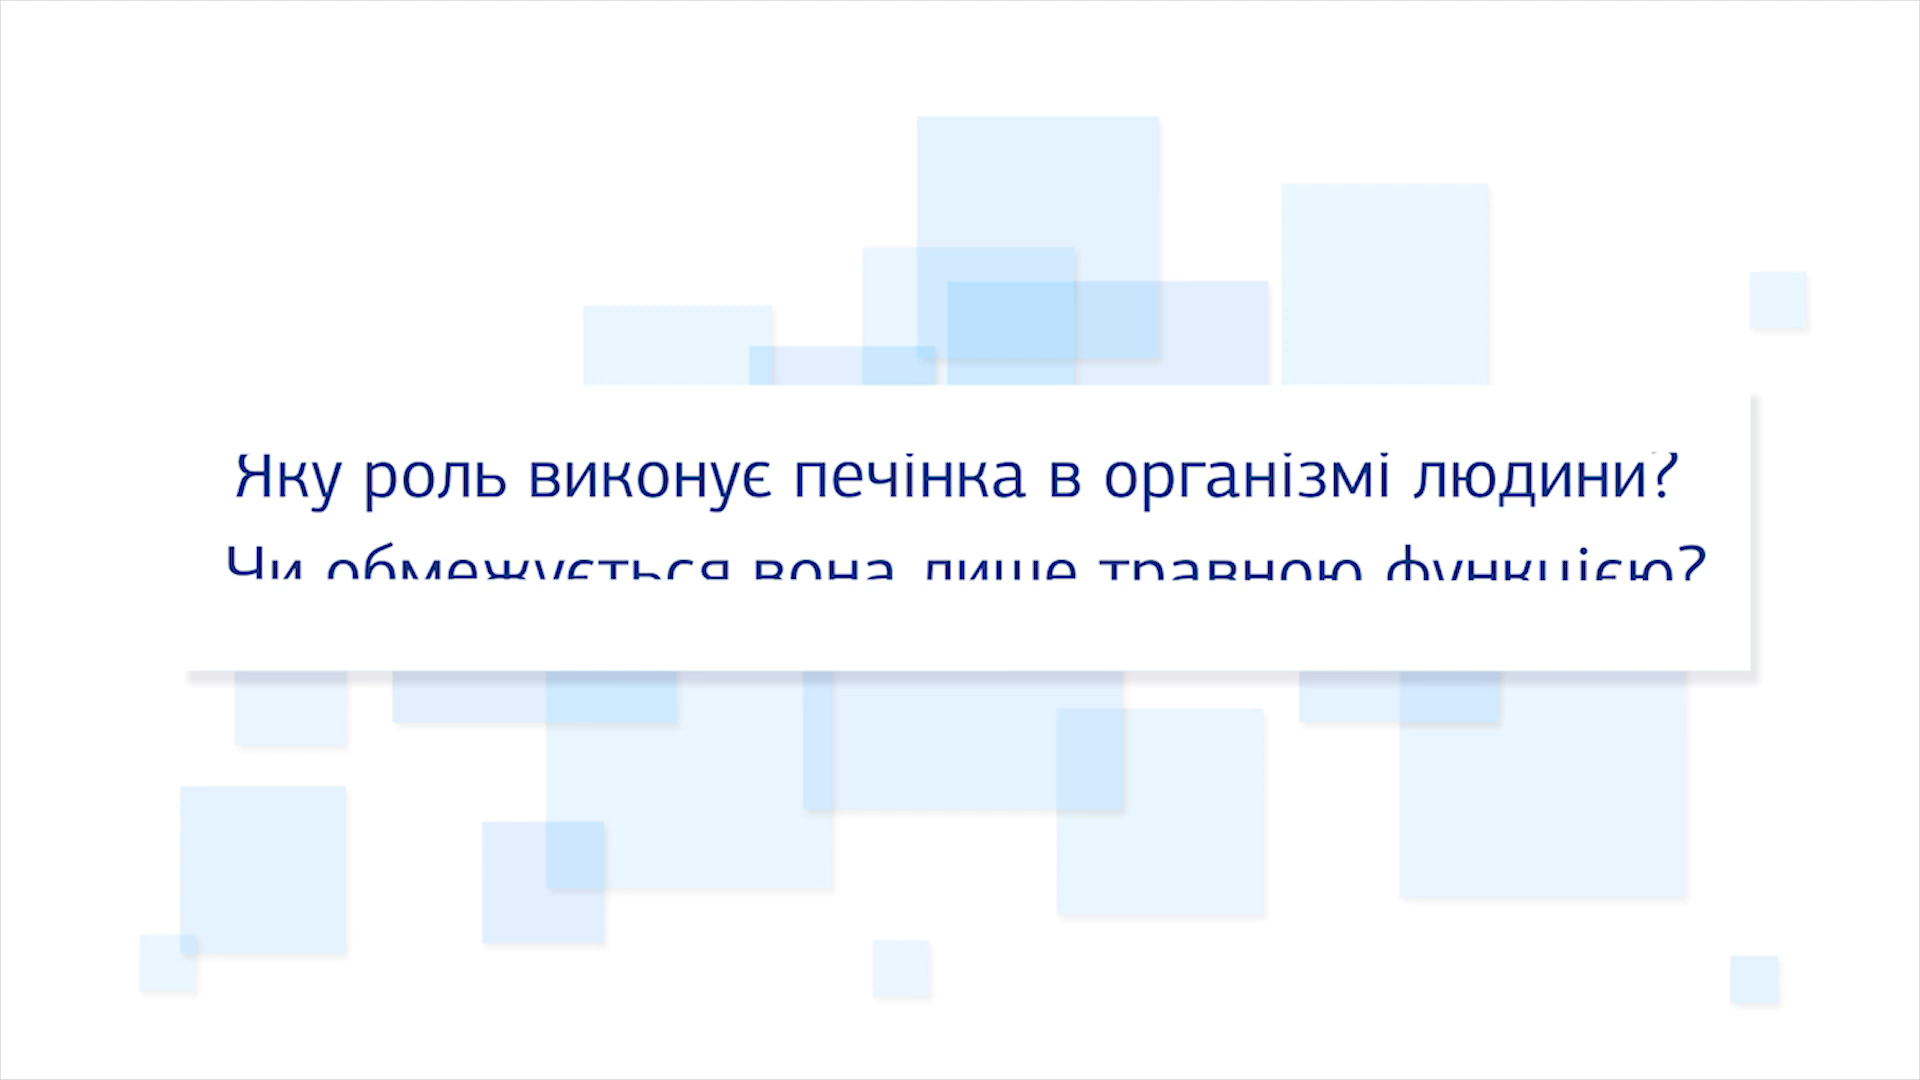 Яку роль виконує печінка в організмі людини?
Чи обмежується вона лише травною функцією?